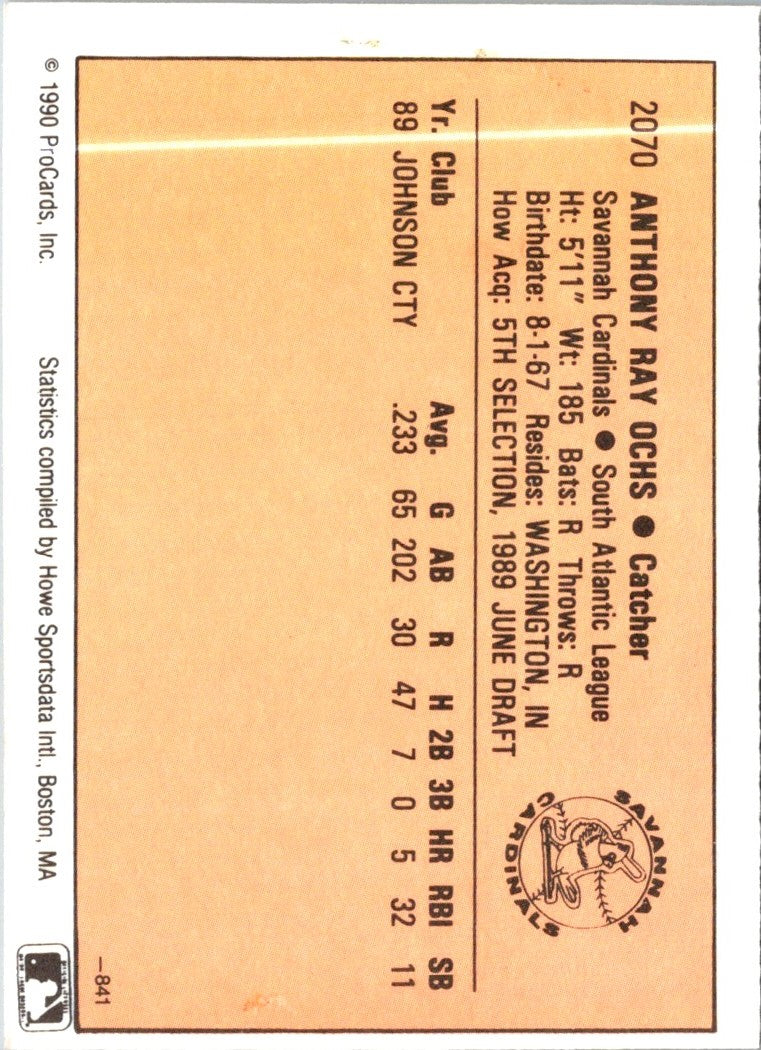 2070 ANTHONY RAY OCHS ● Catcher
Savannah Cardinals ● South Atlantic League
Ht: 5'11" Wt: 185 Bats: R Throws: R
Birthdate: 8-1-67 Resides: WASHINGTON, IN
How Acq: 5TH SELECTION, 1989 JUNE DRAFT
SAVANNAH
CARDINALS
Yr. Club Avg. G AB R H 2B 3B HR RBI SB
89 JOHNSON CTY .233 65 202 30 47 7 0 5 32 11
—841
© 1990 ProCards, Inc. Statistics compiled by Howe Sportsdata Intl., Boston, MA